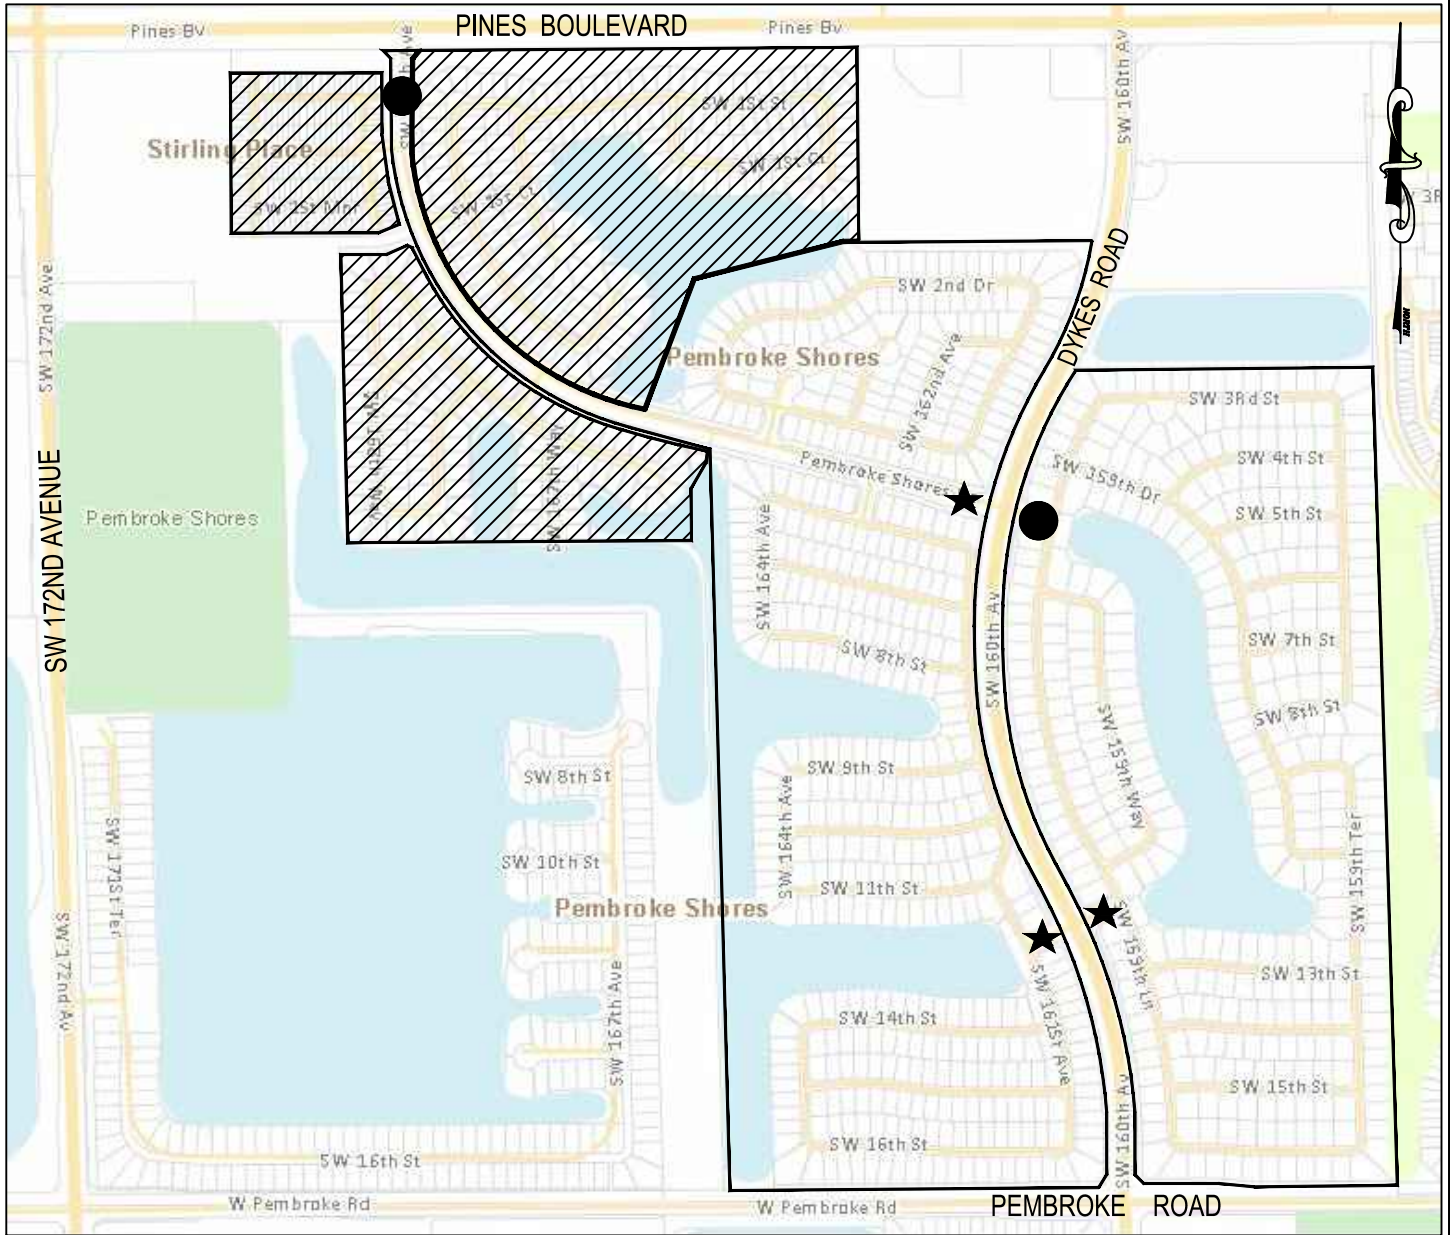 PINES BOULEVARD
Pines Bv
Pines Bv
SW 160th Av
SW 1St St
Stirling Place
SW 1St Ct
SW 1St Ct
SW 1St Mnr
3R
SW 172nd Ave
SW 2nd Dr
DYKES ROAD
Pembroke Shores
SW 162nd Ave
SW 3Rd St
SW 4th St
Pembroke Shores
SW 159th Dr
SW 167th Way
SW 172ND AVENUE
Pembroke Shores
SW 164th Ave
SW 5th St
SW 160th Av
SW 8th St
SW 7th St
SW 8th St
SW 159th Way
SW 9th St
SW 8th St
SW 164th Ave
SW 171St Ter
SW 10th St
SW 11th St
SW 159th Ter
Pembroke Shores
SW 172nd Av
SW 159th Ln
SW 167th Ave
SW 161St Ave
SW 13th St
SW 14th St
SW 15th St
SW 160th Av
SW 16th St
SW 16th St
W Pembroke Rd
W Pembroke Rd
PEMBROKE ROAD